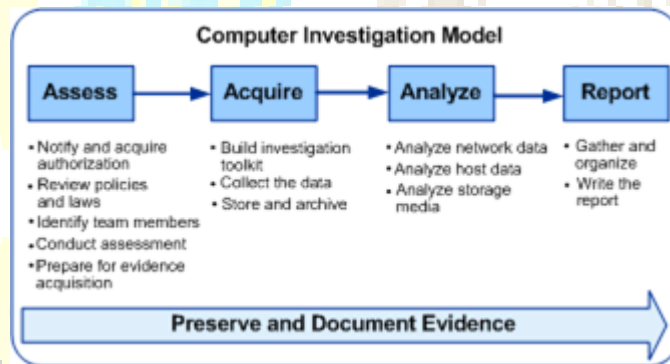 Computer Investigation Model
Assess
Acquire
Analyze
Report
• Notify and acquire
authorization
• Review policies
and laws
• Identify team members
• Conduct assessment
• Prepare for evidence
acquisition
• Build investigation
toolkit
• Collect the data
• Store and archive
• Analyze network data
• Analyze host data
• Analyze storage
media
• Gather and
organize
• Write the
report
Preserve and Document Evidence